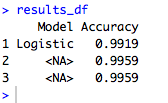 > results_df
Model Accuracy
1 Logistic 0.9919
2 <NA> 0.9959
3 <NA> 0.9959
>